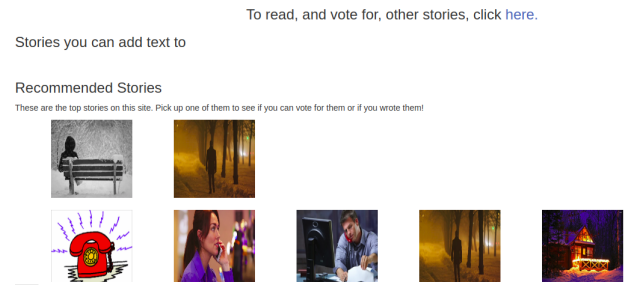 To read, and vote for, other stories, click here.
Stories you can add text to
Recommended Stories
These are the top stories on this site. Pick up one of them to see if you can vote for them or if you wrote them!